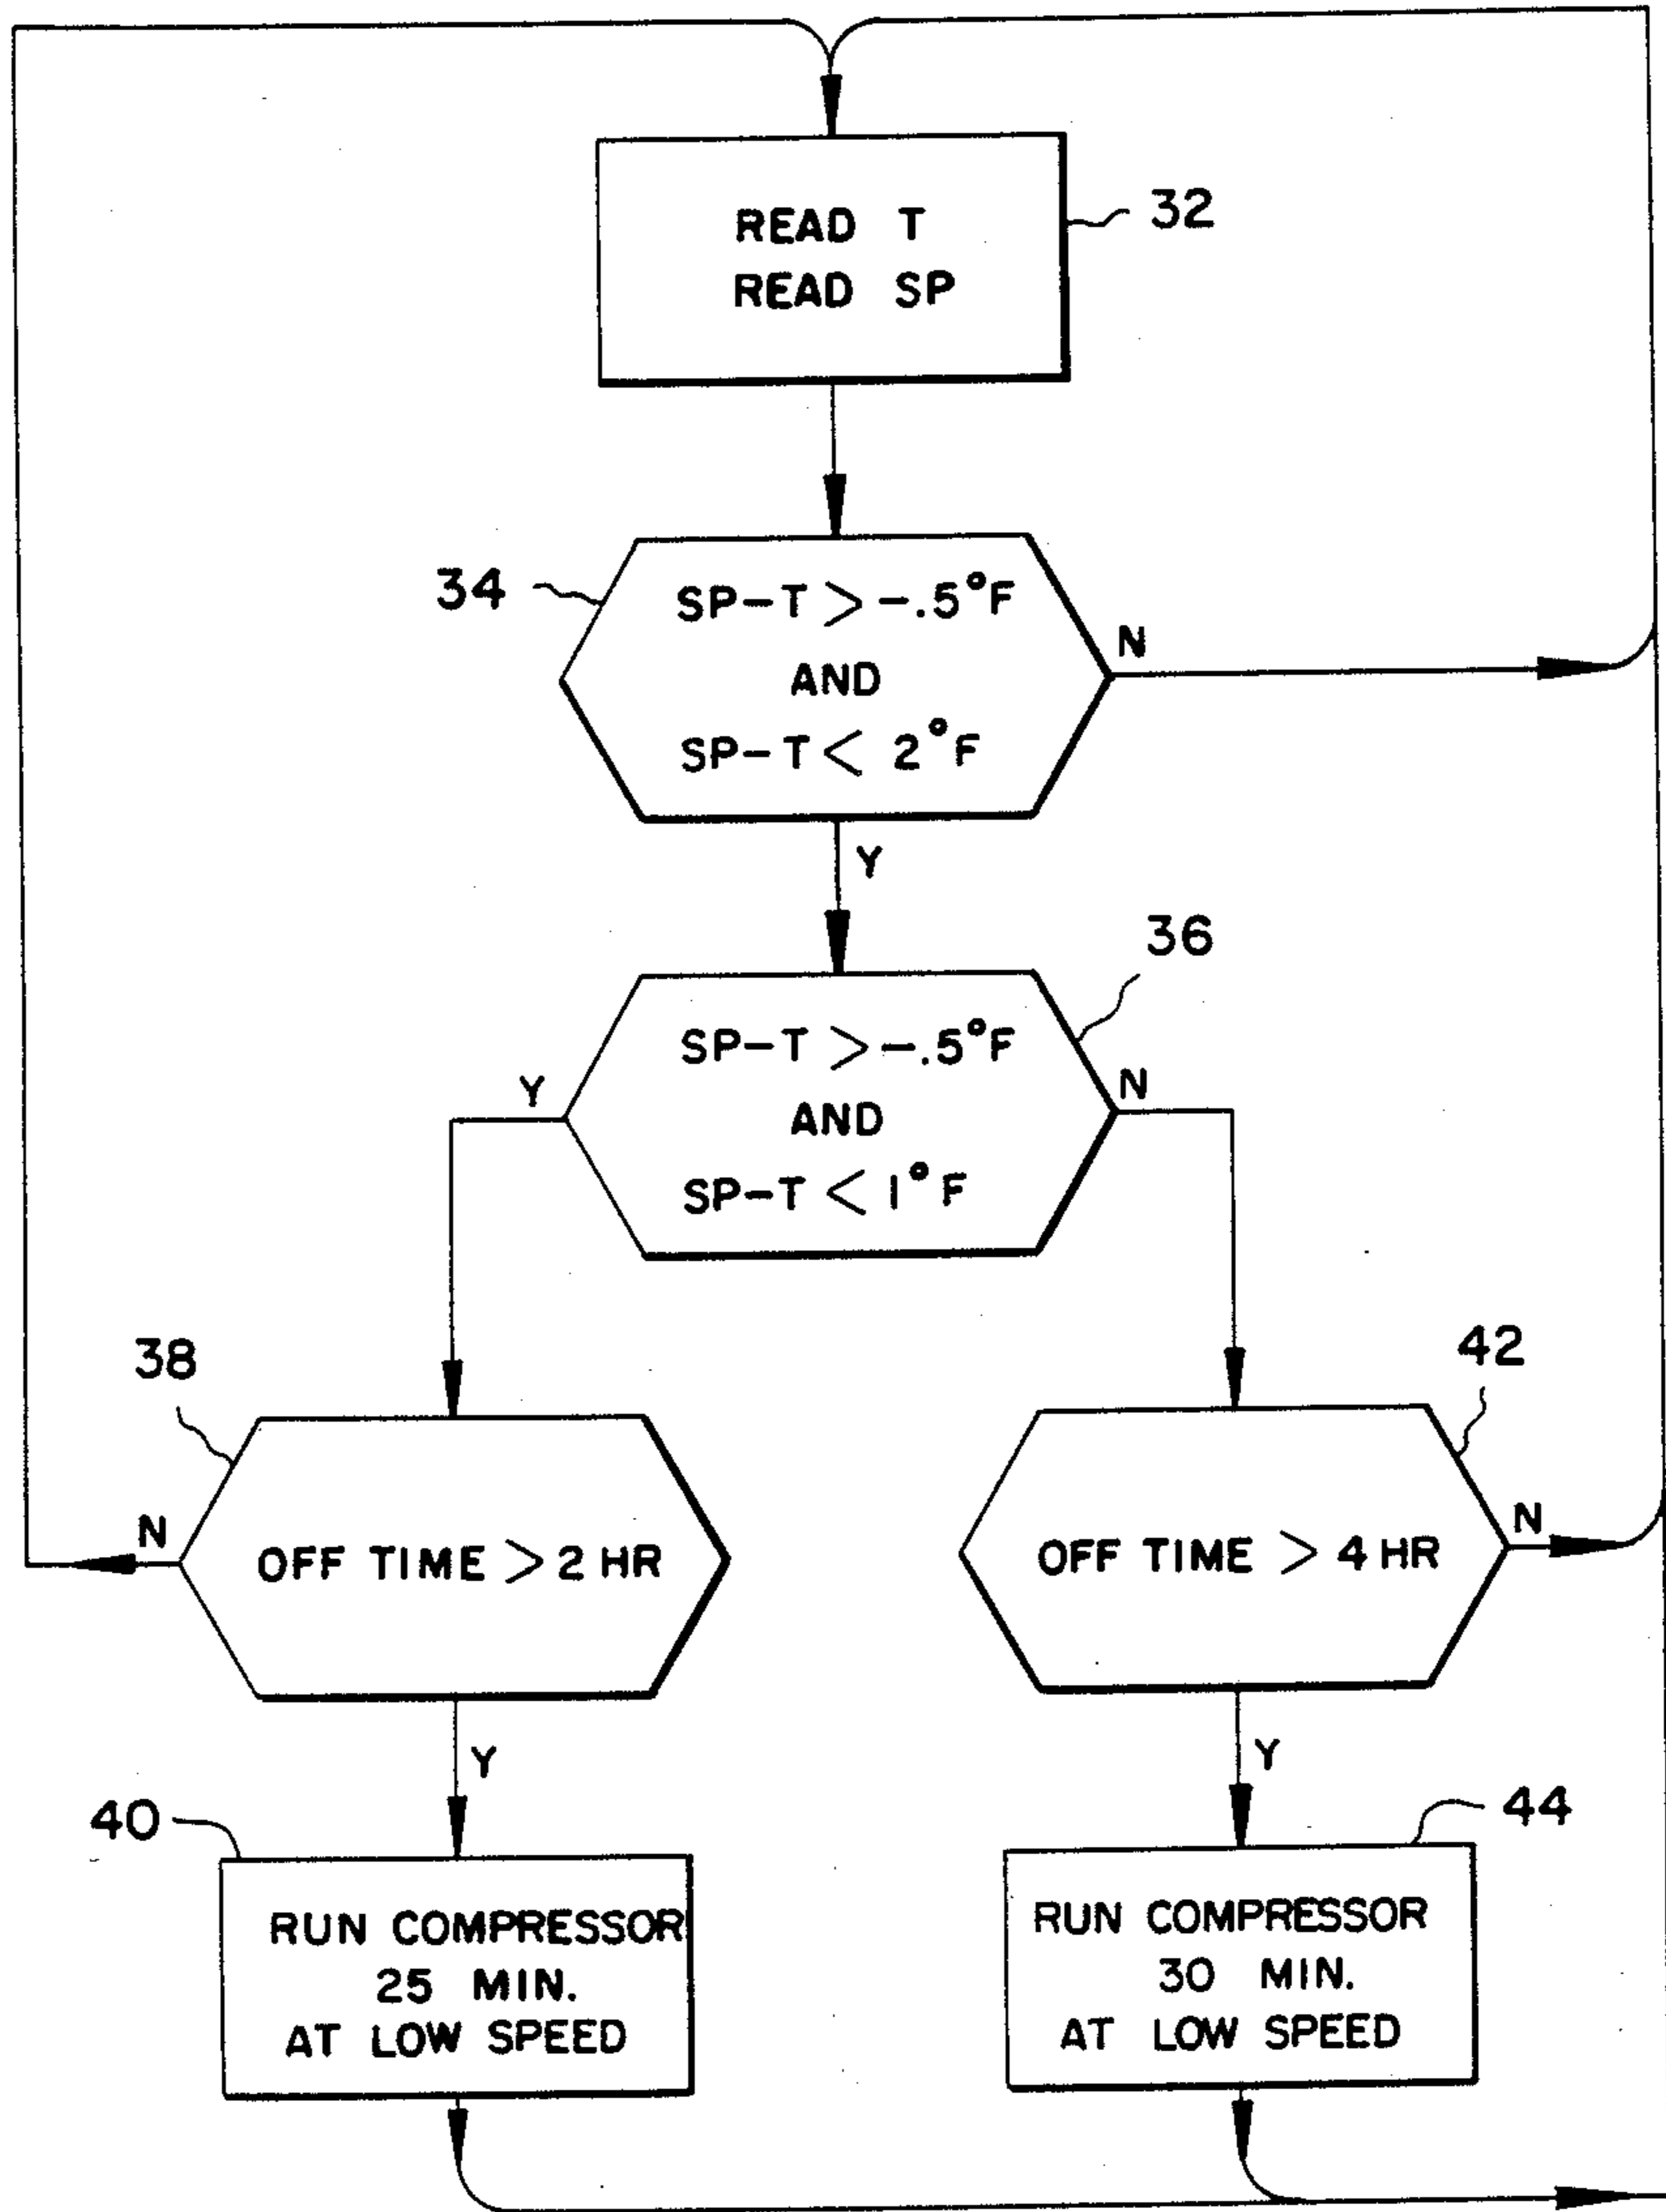 READ T
READ SP
32
34
SP-T > -.5°F
AND
SP-T < 2°F
N
Y
36
SP-T > -.5°F
AND
SP-T < 1°F
Y
N
38
42
OFF TIME > 2 HR
N
OFF TIME > 4 HR
N
Y
Y
40
44
RUN COMPRESSOR
25 MIN.
AT LOW SPEED
RUN COMPRESSOR
30 MIN.
AT LOW SPEED